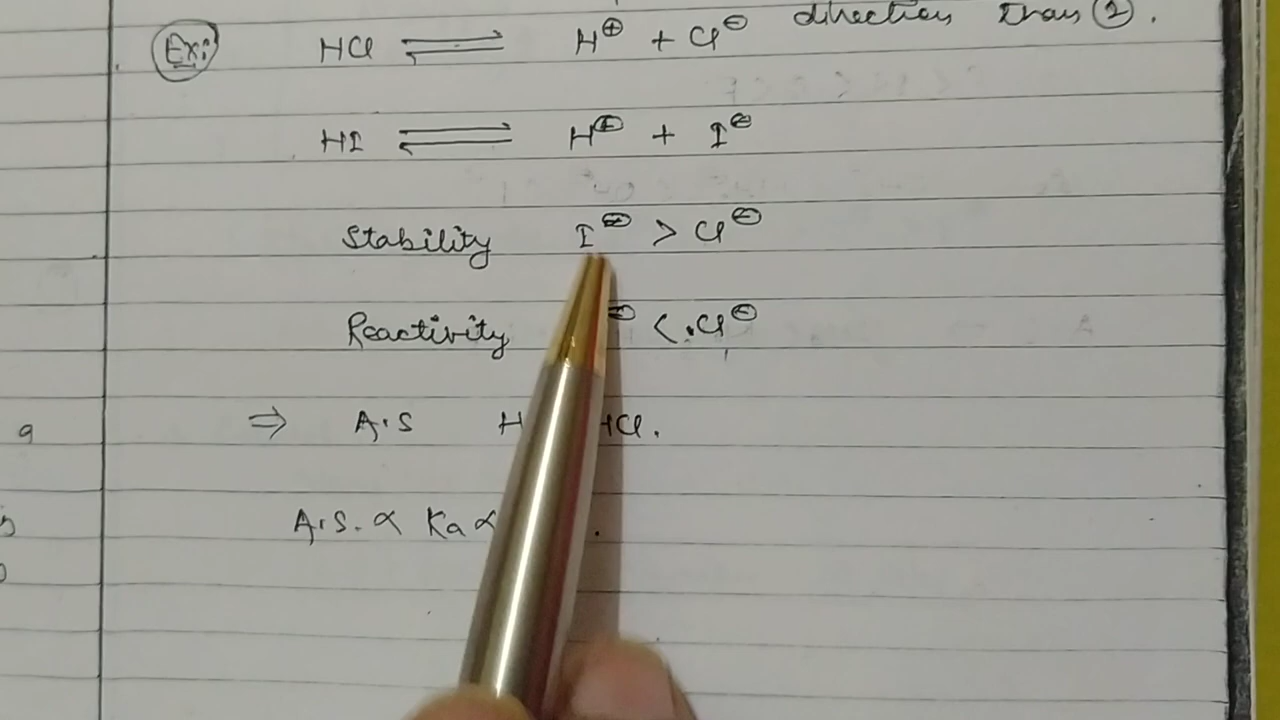 direction than ②.
Ex: HCl ⇌ H⊕ + Cl⊖
HI ⇌ H⊕ + I⊖
Stability I⊖ > Cl⊖
Reactivity ⊖ < Cl⊖
⇒ A.S H HCl.
A.S. ∝ Ka ∝